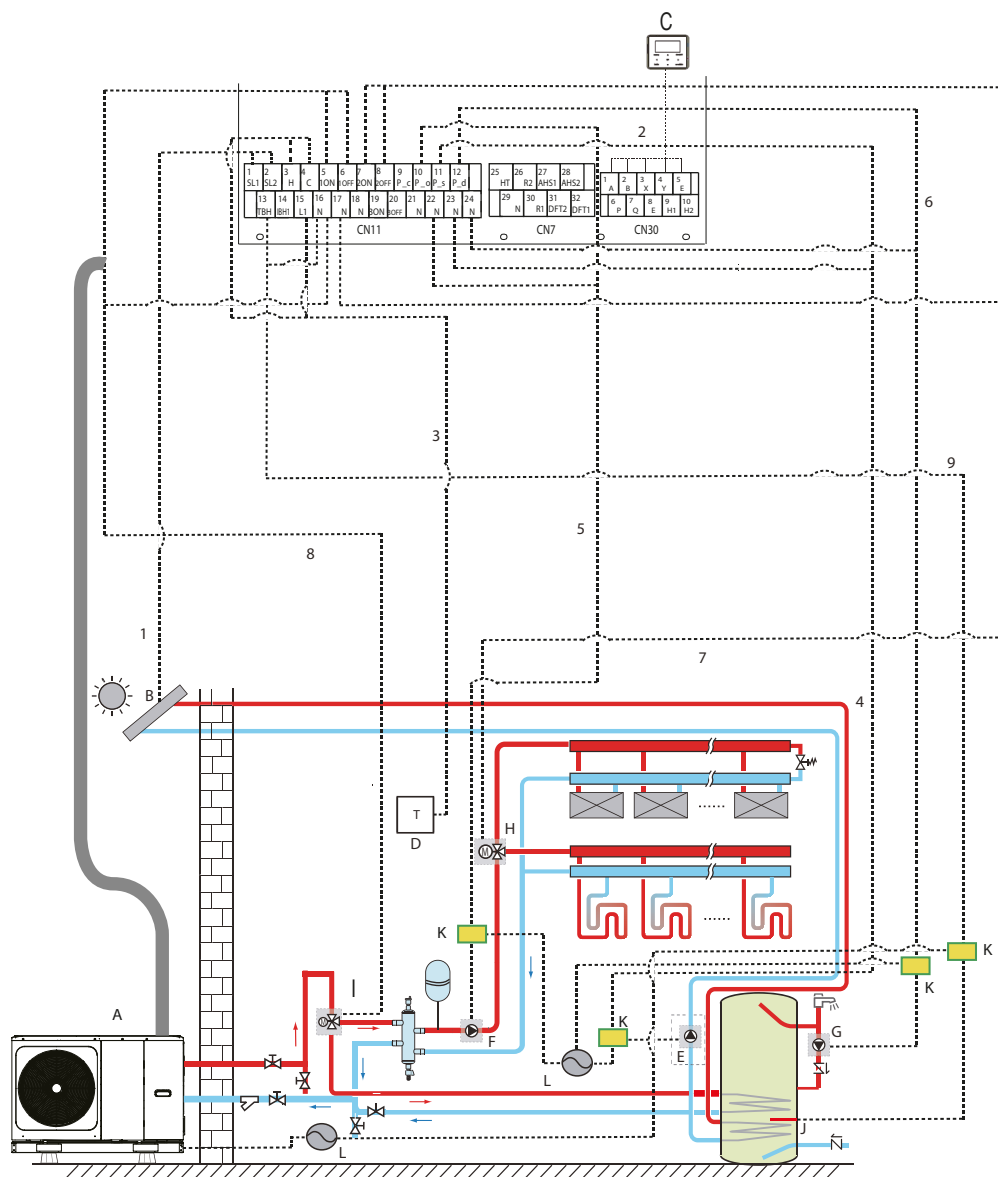 C
2
1 2 3 4 5 6 7 8 9 10 11 12
SL1 SL2 H C 1ON 1OFF 2ON 2OFF P_c P_o P_s P_d
13 14 15 16 17 18 19 20 21 22 23 24
TBH IBH1 L1 N N N 3ON 3OFF N N N N
CN11
25 26 27 28
HT R2 AHS1 AHS2
29 30 31 32
N R1 DFT2 DFT1
CN7
1 2 3 4 5
A B X Y E
6 7 8 9 10
P Q E H1 H2
CN30
6
3
9
5
8
1
7
B
4
T
D
H
M
K
K
K
A
I
M
F
K
G
E
L
J
L